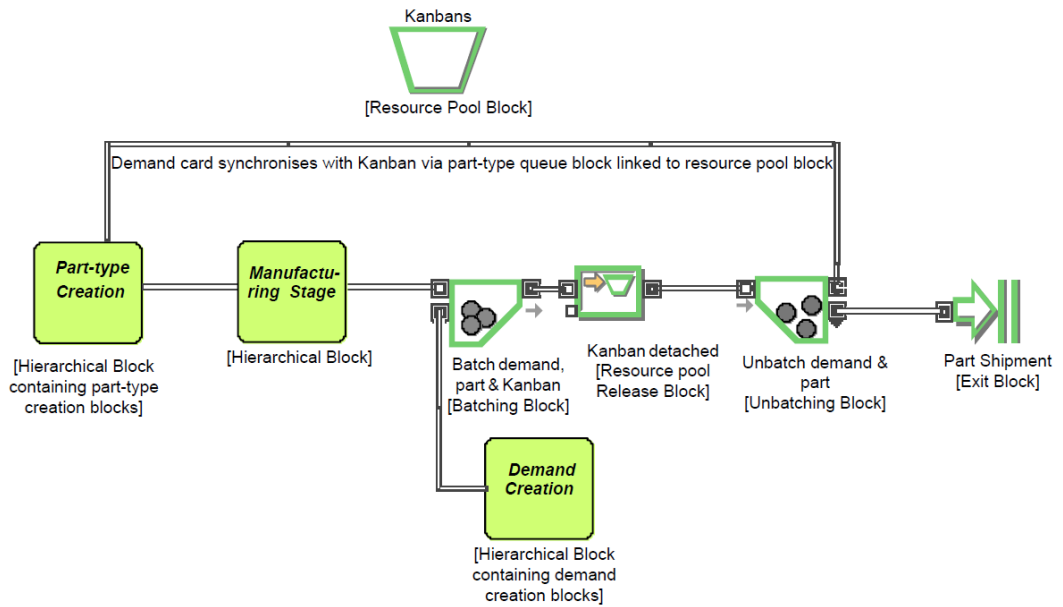 Kanbans
[Resource Pool Block]
Demand card synchronises with Kanban via part-type queue block linked to resource pool block
Part-type
Creation
[Hierarchical Block
containing part-type
creation blocks]
Manufactu-
ring Stage
[Hierarchical Block]
Batch demand,
part & Kanban
[Batching Block]
Kanban detached
[Resource pool
Release Block]
Unbatch demand &
part
[Unbatching Block]
Part Shipment
[Exit Block]
Demand
Creation
[Hierarchical Block
containing demand
creation blocks]